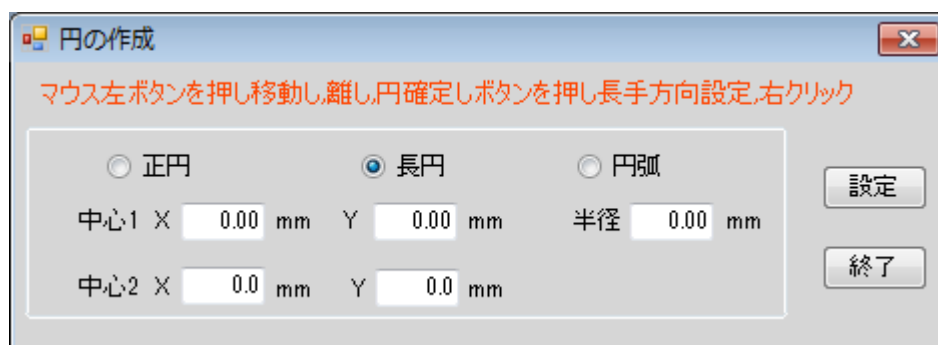 円の作成
マウス左ボタンを押し移動し,離し,円確定しボタンを押し長手方向設定,右クリック
正円 長円 円弧
設定
中心1 X 0.00 mm Y 0.00 mm 半径 0.00 mm
終了
中心2 X 0.0 mm Y 0.0 mm